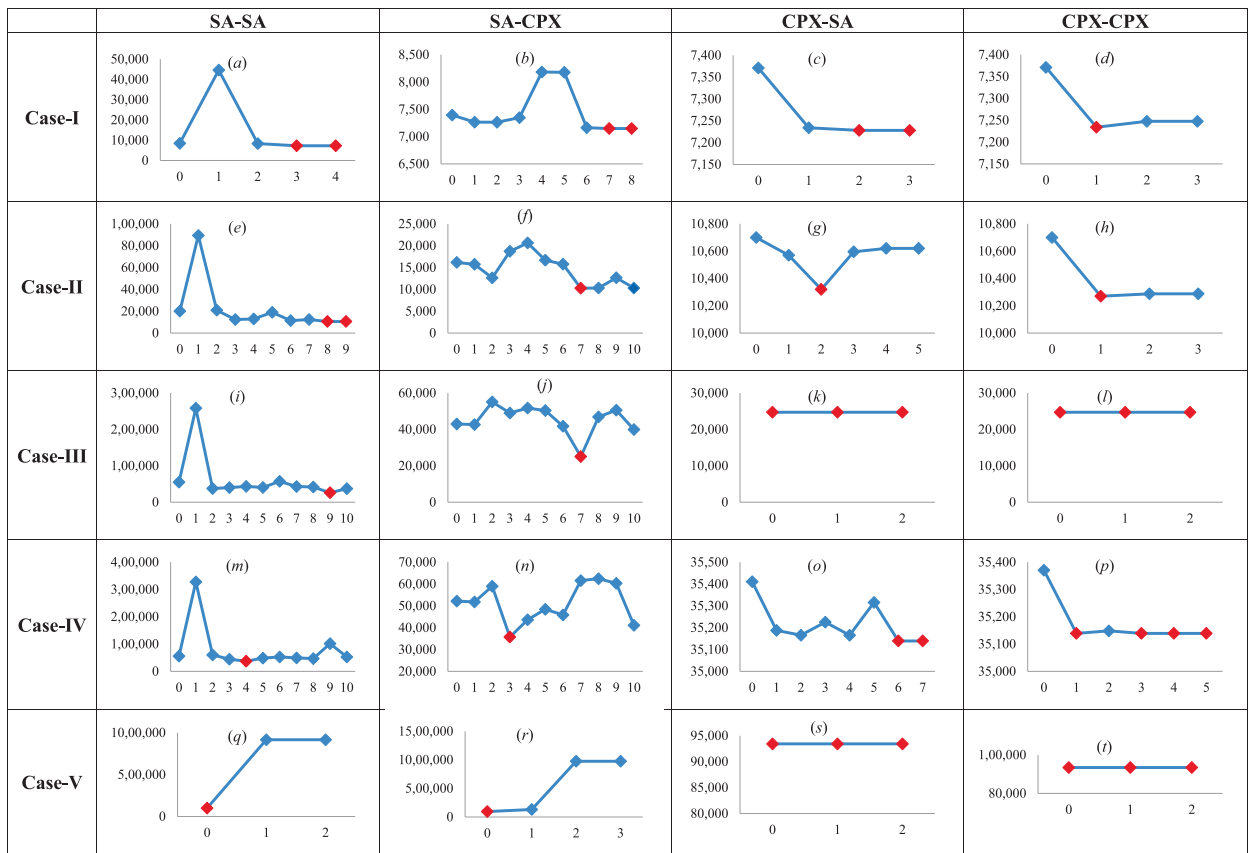 SA-SA SA-CPX CPX-SA CPX-CPX
Case-I
(a)
50,000
40,000
30,000
20,000
10,000
0
0 1 2 3 4
(b)
8,500
8,000
7,500
7,000
6,500
0 1 2 3 4 5 6 7 8
(c)
7,400
7,350
7,300
7,250
7,200
7,150
0 1 2 3
(d)
7,400
7,350
7,300
7,250
7,200
7,150
0 1 2 3
Case-II
(e)
1,00,000
80,000
60,000
40,000
20,000
0
0 1 2 3 4 5 6 7 8 9
(f)
25,000
20,000
15,000
10,000
5,000
0
0 1 2 3 4 5 6 7 8 9 10
(g)
10,800
10,600
10,400
10,200
10,000
0 1 2 3 4 5
(h)
10,800
10,600
10,400
10,200
10,000
0 1 2 3
Case-III
(i)
3,00,000
2,00,000
1,00,000
0
0 1 2 3 4 5 6 7 8 9 10
(j)
60,000
40,000
20,000
0
0 1 2 3 4 5 6 7 8 9 10
(k)
30,000
20,000
10,000
0
0 1 2
(l)
30,000
20,000
10,000
0
0 1 2
Case-IV
(m)
4,00,000
3,00,000
2,00,000
1,00,000
0
0 1 2 3 4 5 6 7 8 9 10
(n)
70,000
60,000
50,000
40,000
30,000
20,000
0 1 2 3 4 5 6 7 8 9 10
(o)
35,500
35,400
35,300
35,200
35,100
35,000
0 1 2 3 4 5 6 7
(p)
35,400
35,200
35,100
35,000
0 1 2 3 4 5
Case-V
(q)
10,00,000
5,00,000
0
0 1 2
(r)
15,00,000
10,00,000
5,00,000
0
0 1 2 3
(s)
95,000
90,000
85,000
80,000
0 1 2
(t)
1,00,000
80,000
0 1 2